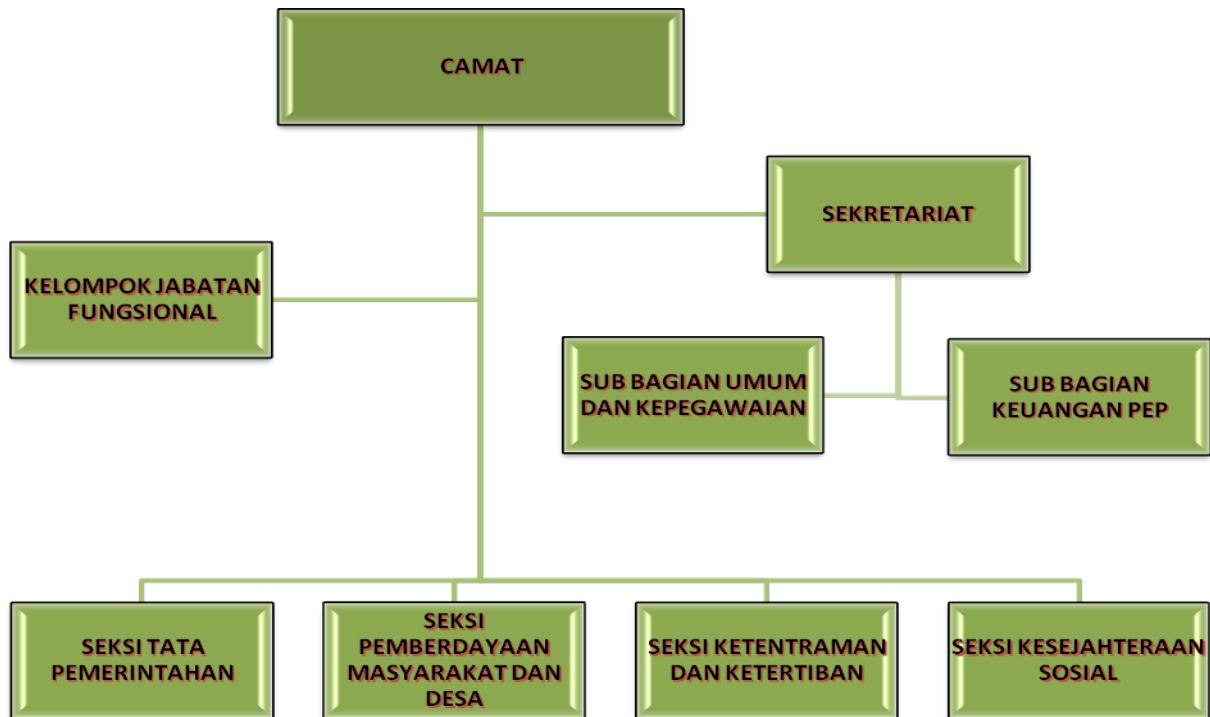 CAMAT
SEKRETARIAT
KELOMPOK JABATAN
FUNGSIONAL
SUB BAGIAN UMUM
DAN KEPEGAWAIAN
SUB BAGIAN
KEUANGAN PEP
SEKSI TATA
PEMERINTAHAN
SEKSI
PEMBERDAYAAN
MASYARAKAT DAN
DESA
SEKSI KETENTRAMAN
DAN KETERTIBAN
SEKSI KESEJAHTERAAN
SOSIAL